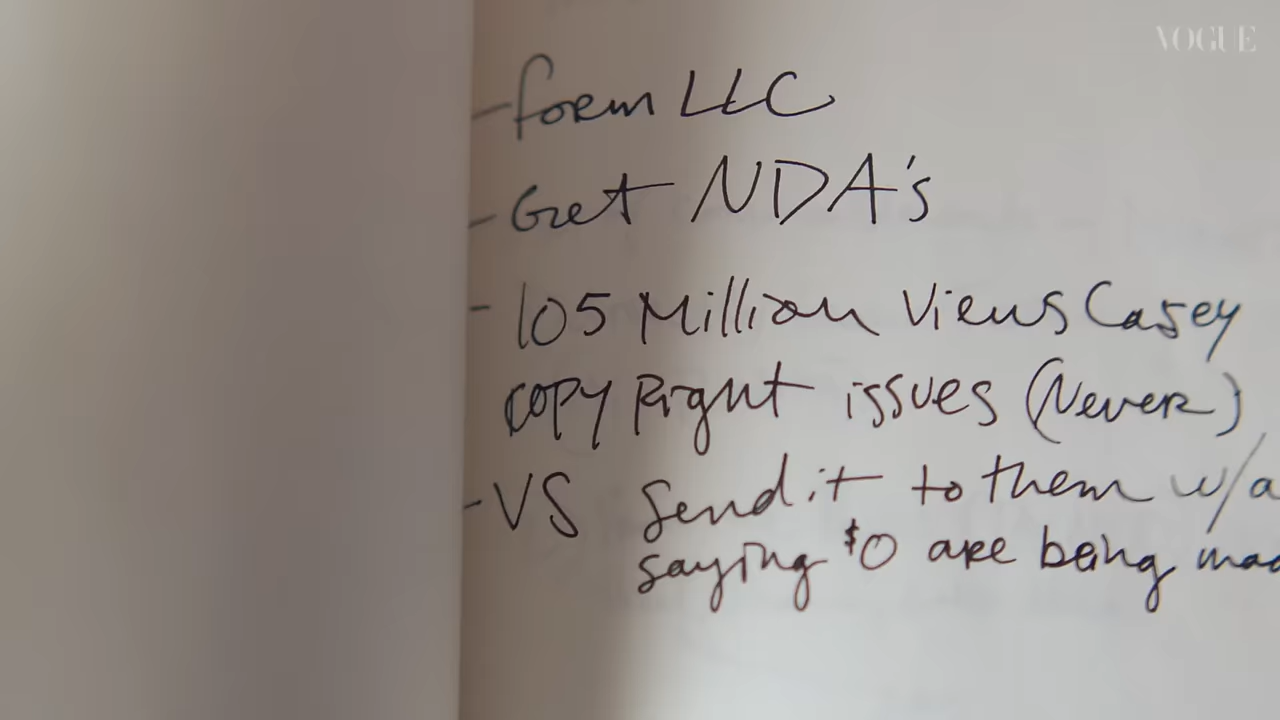 VOGUE
- form LLC
- Get NDA's
- 105 Million Views Casey
COPY Right issues (Never)
- VS send it to them w/a
saying $0 are being